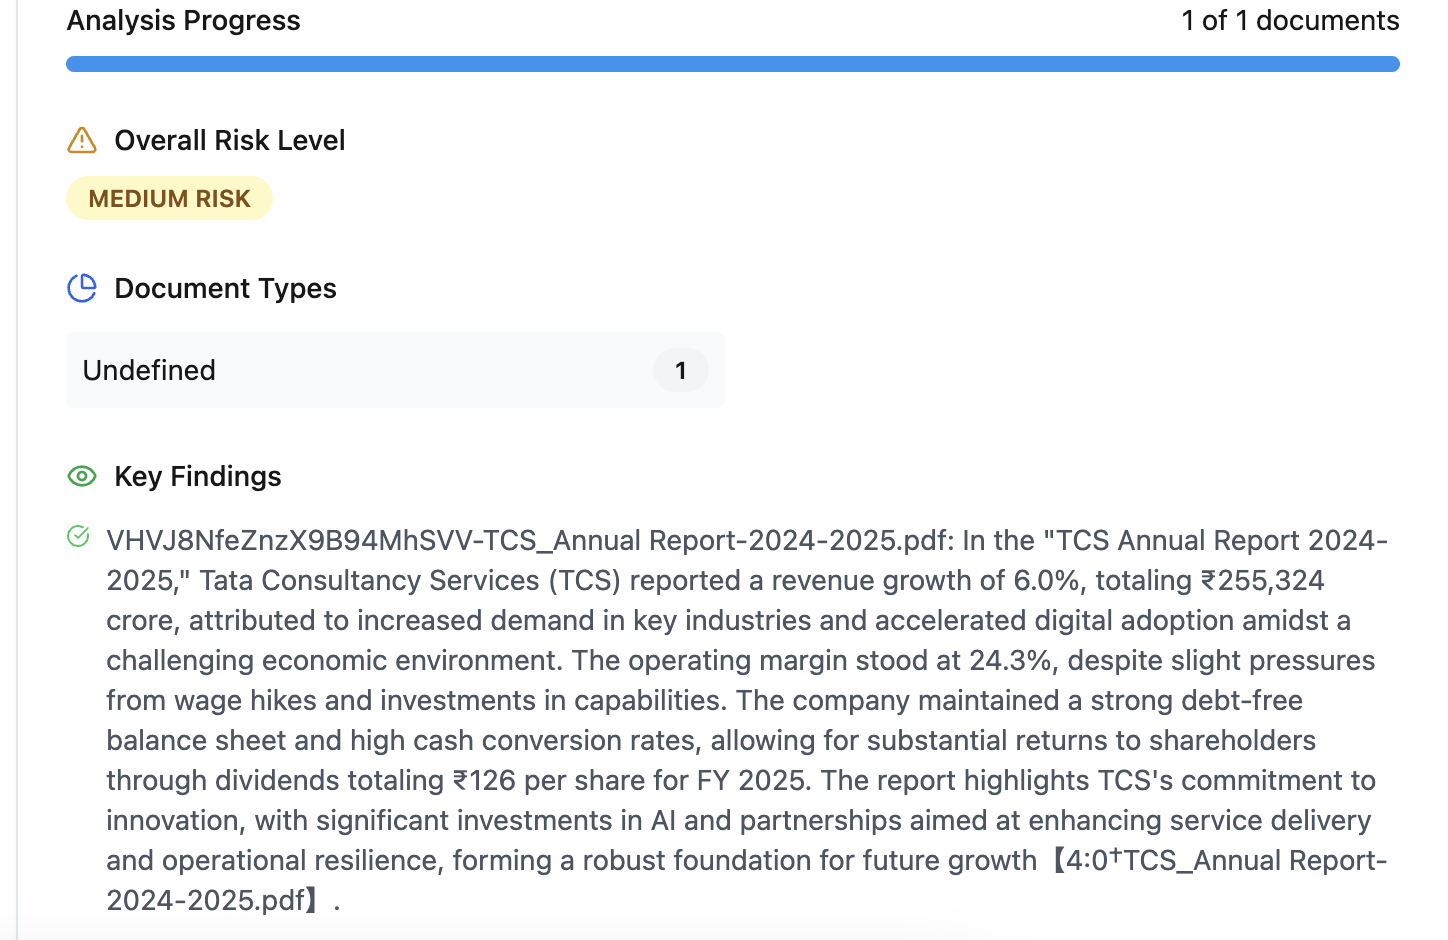 Analysis Progress
1 of 1 documents
Overall Risk Level
MEDIUM RISK
Document Types
Undefined
1
Key Findings
VHVJ8NfeZnzX9B94MhSVV-TCS_Annual Report-2024-2025.pdf: In the "TCS Annual Report 2024-
2025," Tata Consultancy Services (TCS) reported a revenue growth of 6.0%, totaling ₹255,324
crore, attributed to increased demand in key industries and accelerated digital adoption amidst a
challenging economic environment. The operating margin stood at 24.3%, despite slight pressures
from wage hikes and investments in capabilities. The company maintained a strong debt-free
balance sheet and high cash conversion rates, allowing for substantial returns to shareholders
through dividends totaling ₹126 per share for FY 2025. The report highlights TCS's commitment to
innovation, with significant investments in AI and partnerships aimed at enhancing service delivery
and operational resilience, forming a robust foundation for future growth【4:0†TCS_Annual Report-
2024-2025.pdf】.